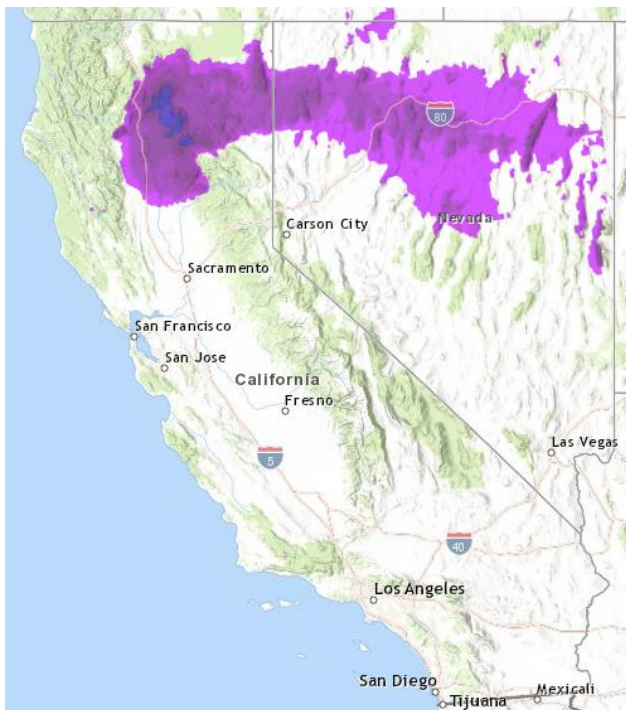 80
Nevada
Carson City
Sacramento
San Francisco
San Jose
California
Fresno
5
Las Vegas
40
Los Angeles
San Diego
Tijuana
Mexicali